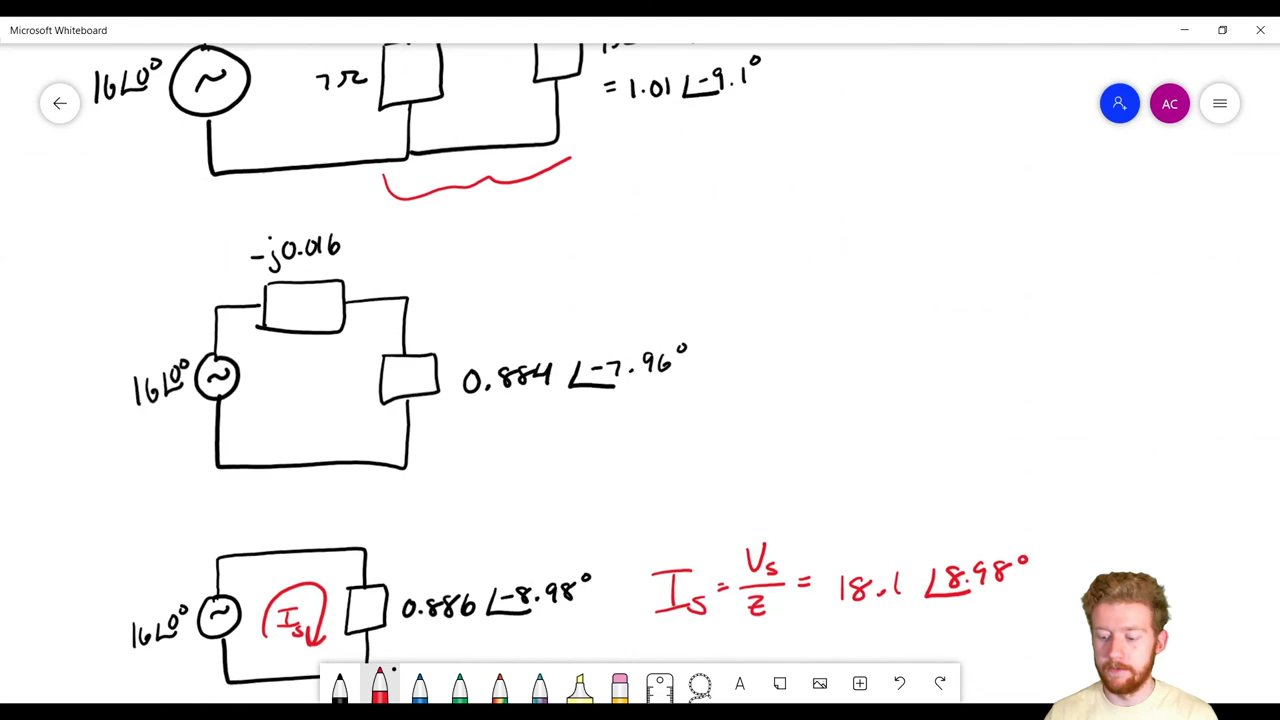 Microsoft Whiteboard
16∠0°
7Ω
= 1.01 ∠-9.1°
AC
-j0.016
16∠0°
0.884 ∠-7.96°
16∠0°
Is
0.886 ∠-8.98°
Is = Vs/Z = 18.1 ∠8.98°
A